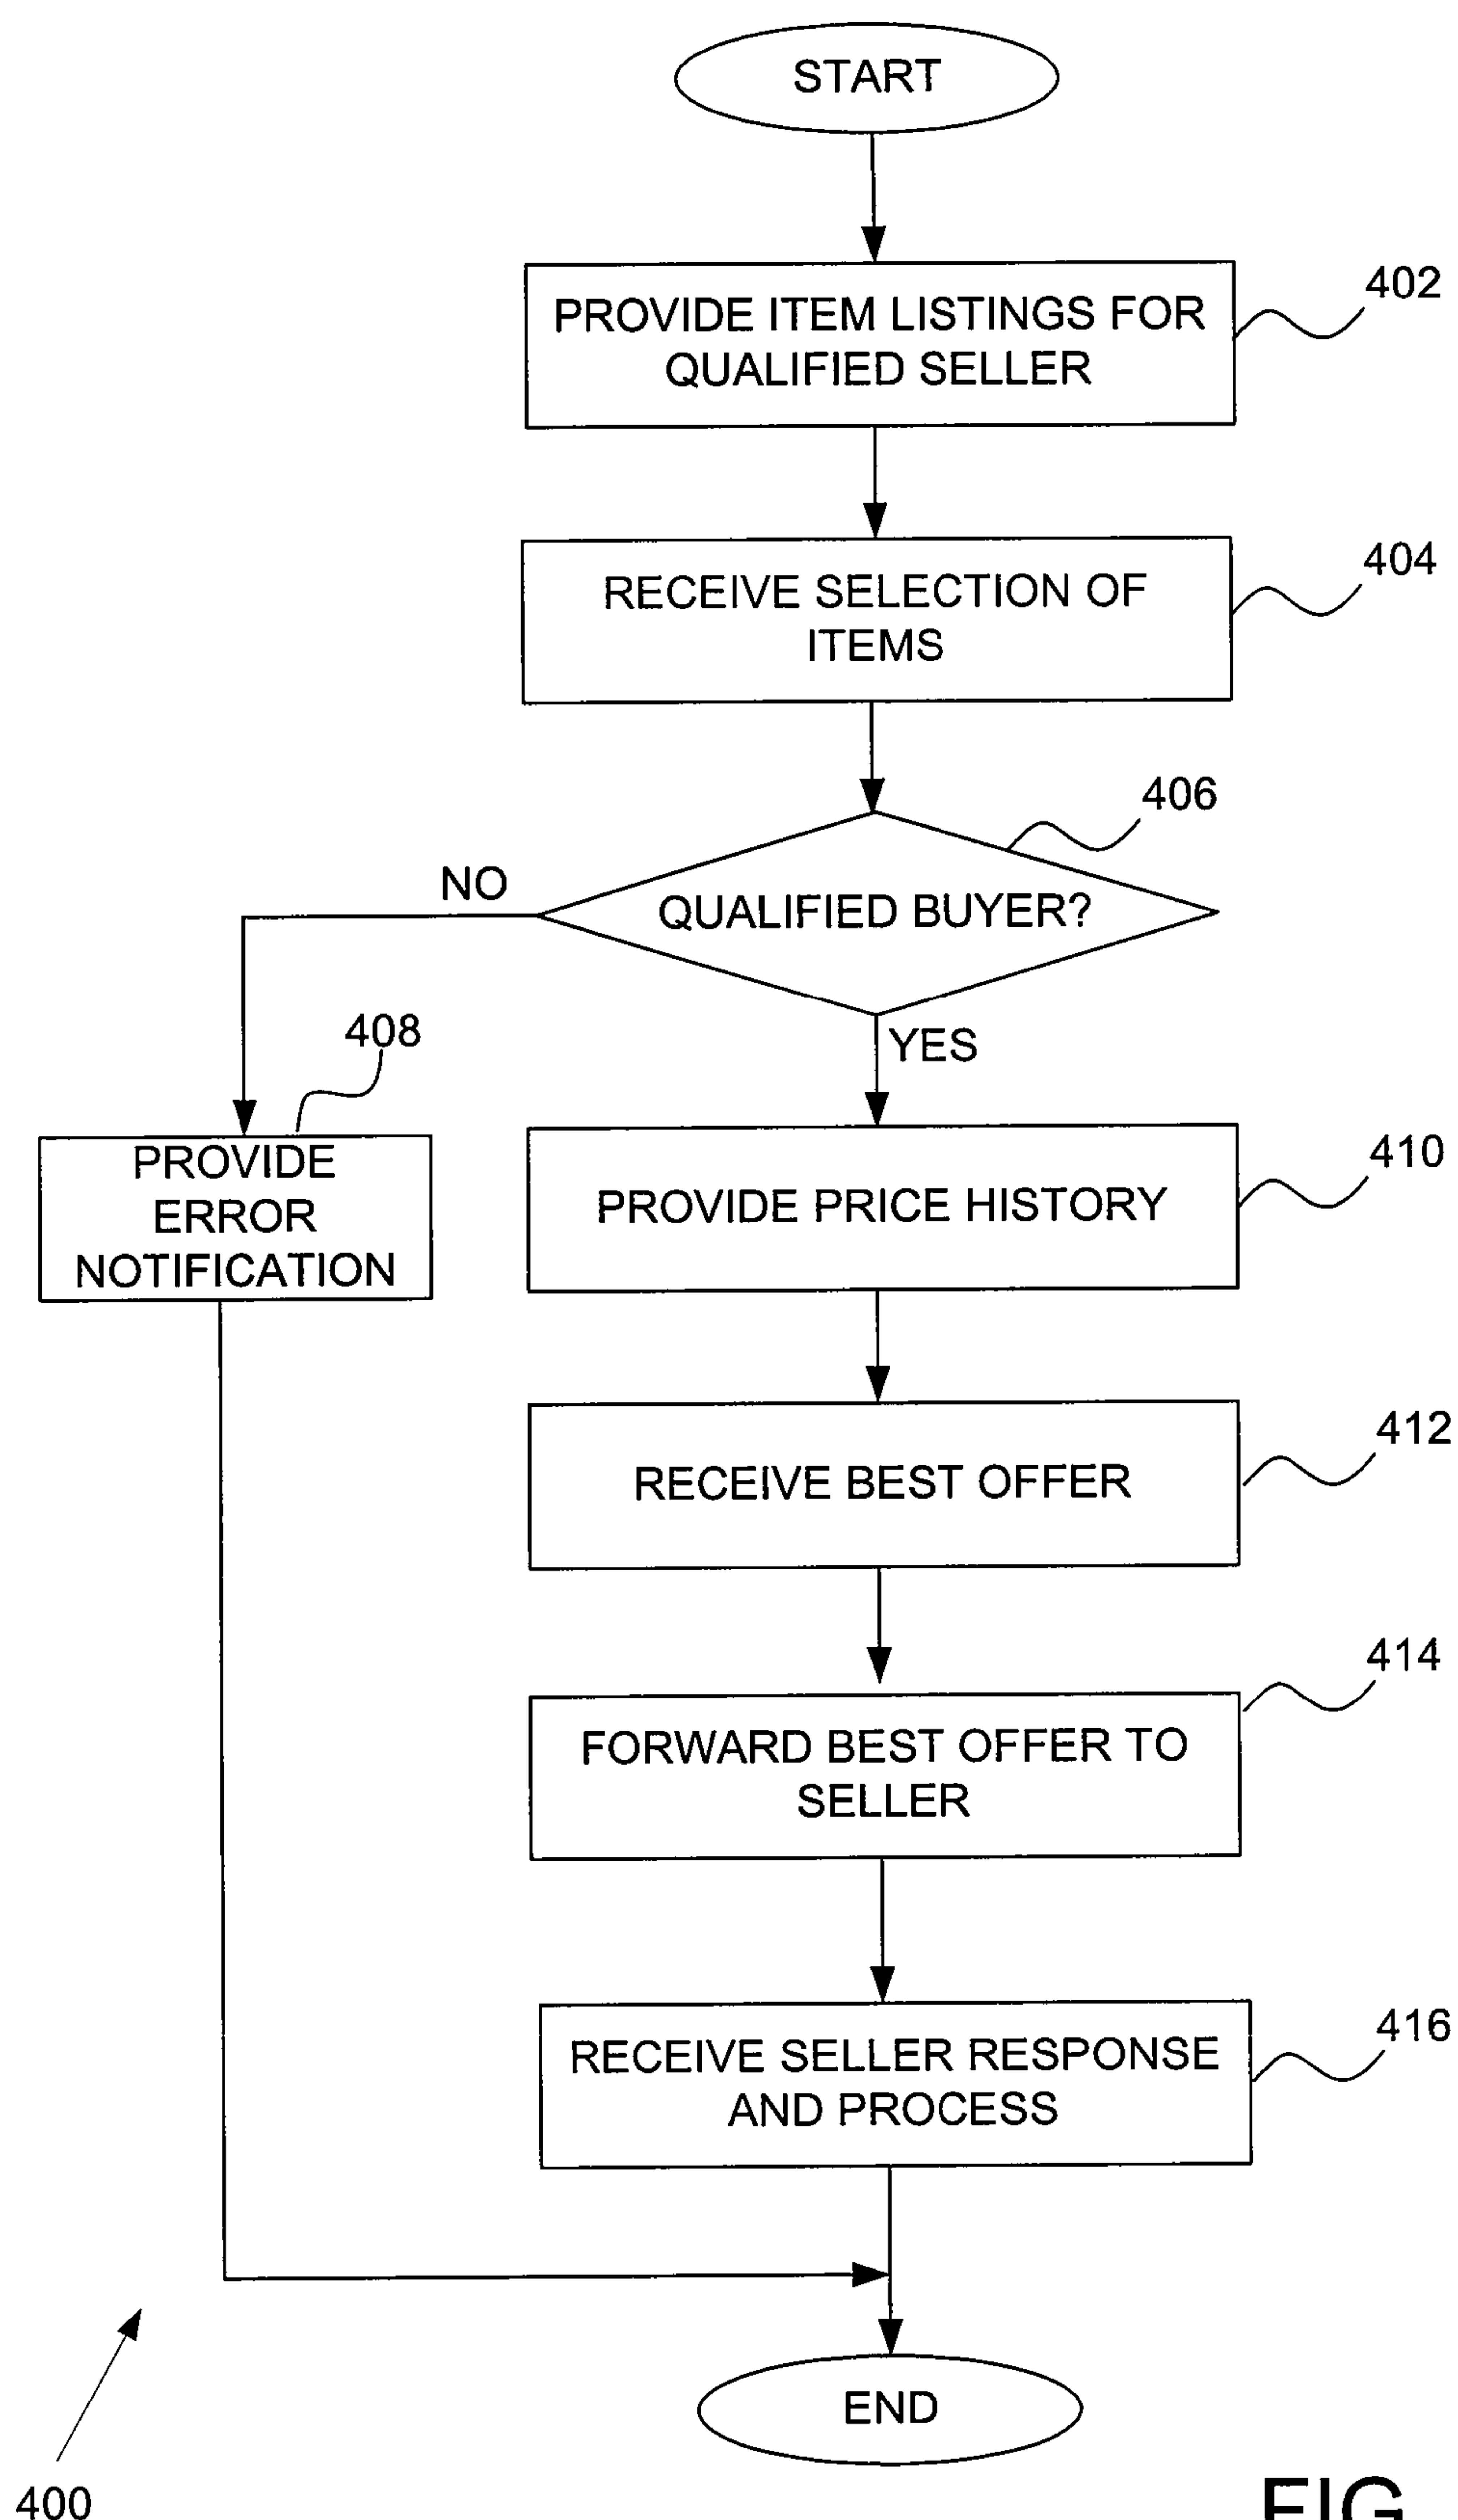 START
PROVIDE ITEM LISTINGS FOR
QUALIFIED SELLER
402
RECEIVE SELECTION OF
ITEMS
404
406
QUALIFIED BUYER?
NO
YES
408
PROVIDE
ERROR
NOTIFICATION
PROVIDE PRICE HISTORY
410
RECEIVE BEST OFFER
412
414
FORWARD BEST OFFER TO
SELLER
RECEIVE SELLER RESPONSE
AND PROCESS
416
END
400
FIG